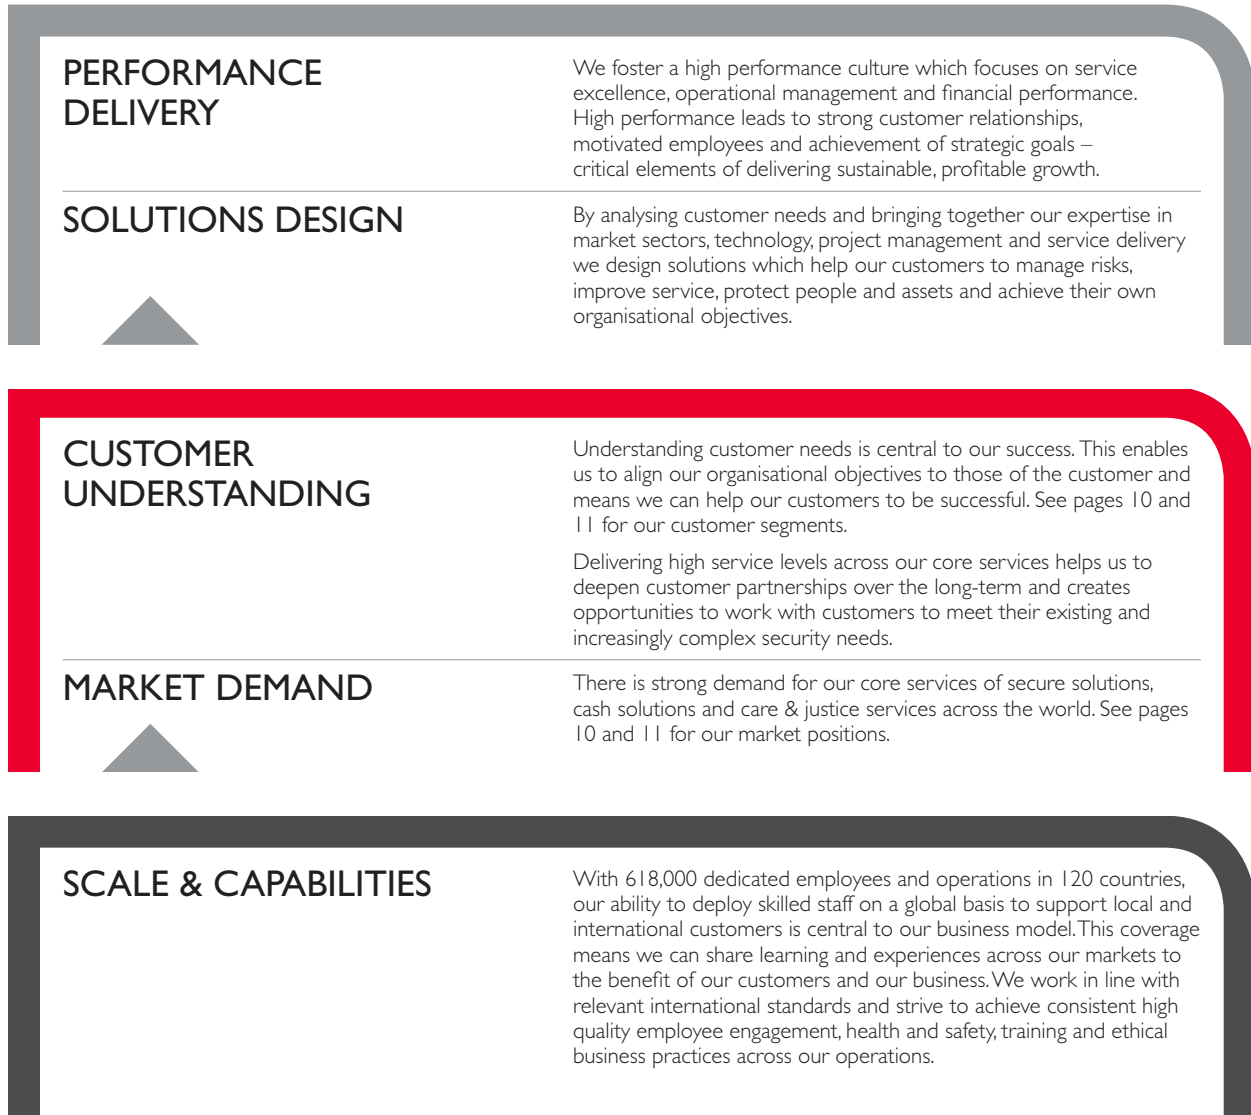 PERFORMANCE
DELIVERY
We foster a high performance culture which focuses on service
excellence, operational management and financial performance.
High performance leads to strong customer relationships,
motivated employees and achievement of strategic goals –
critical elements of delivering sustainable, profitable growth.
SOLUTIONS DESIGN
By analysing customer needs and bringing together our expertise in
market sectors, technology, project management and service delivery
we design solutions which help our customers to manage risks,
improve service, protect people and assets and achieve their own
organisational objectives.
CUSTOMER
UNDERSTANDING
Understanding customer needs is central to our success. This enables
us to align our organisational objectives to those of the customer and
means we can help our customers to be successful. See pages 10 and
11 for our customer segments.
Delivering high service levels across our core services helps us to
deepen customer partnerships over the long-term and creates
opportunities to work with customers to meet their existing and
increasingly complex security needs.
MARKET DEMAND
There is strong demand for our core services of secure solutions,
cash solutions and care & justice services across the world. See pages
10 and 11 for our market positions.
SCALE & CAPABILITIES
With 618,000 dedicated employees and operations in 120 countries,
our ability to deploy skilled staff on a global basis to support local and
international customers is central to our business model. This coverage
means we can share learning and experiences across our markets to
the benefit of our customers and our business. We work in line with
relevant international standards and strive to achieve consistent high
quality employee engagement, health and safety, training and ethical
business practices across our operations.